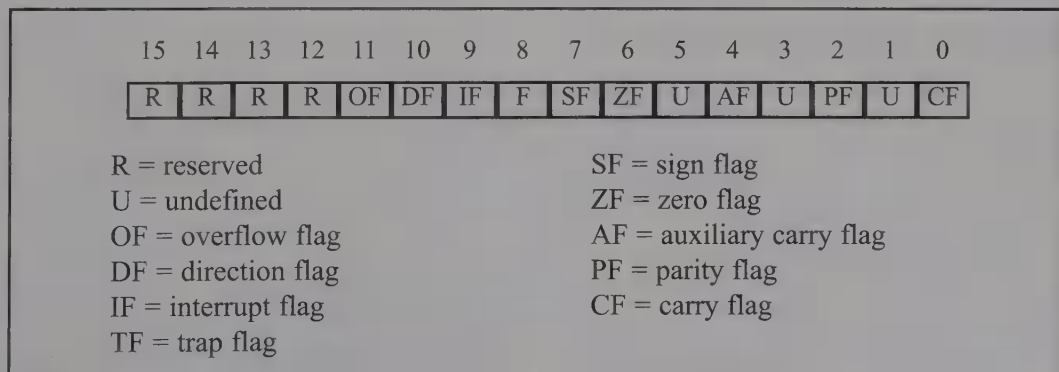 15 14 13 12 11 10 9 8 7 6 5 4 3 2 1 0
R R R R OF DF IF F SF ZF U AF U PF U CF
R = reserved
U = undefined
OF = overflow flag
DF = direction flag
IF = interrupt flag
TF = trap flag
SF = sign flag
ZF = zero flag
AF = auxiliary carry flag
PF = parity flag
CF = carry flag